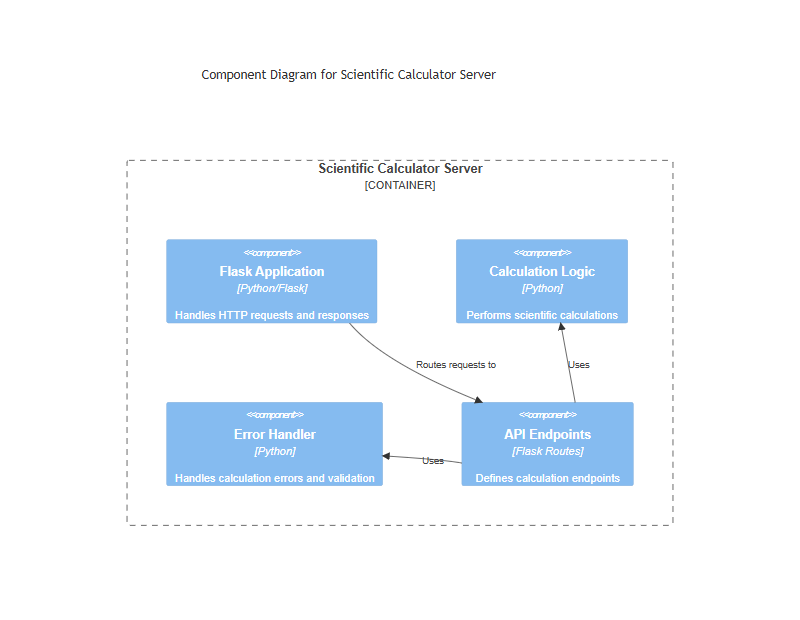 Component Diagram for Scientific Calculator Server
Scientific Calculator Server
[CONTAINER]
<<component>>
Flask Application
[Python/Flask]
Handles HTTP requests and responses
<<component>>
Calculation Logic
[Python]
Performs scientific calculations
Routes requests to
Uses
<<component>>
Error Handler
[Python]
Handles calculation errors and validation
Uses
<<component>>
API Endpoints
[Flask Routes]
Defines calculation endpoints